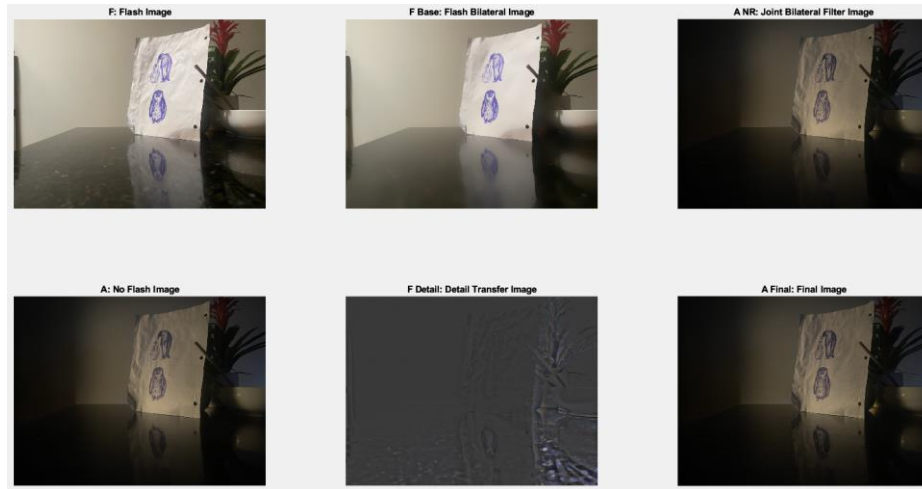 F: Flash Image
F Base: Flash Bilateral Image
A NR: Joint Bilateral Filter Image
A: No Flash Image
F Detail: Detail Transfer Image
A Final: Final Image